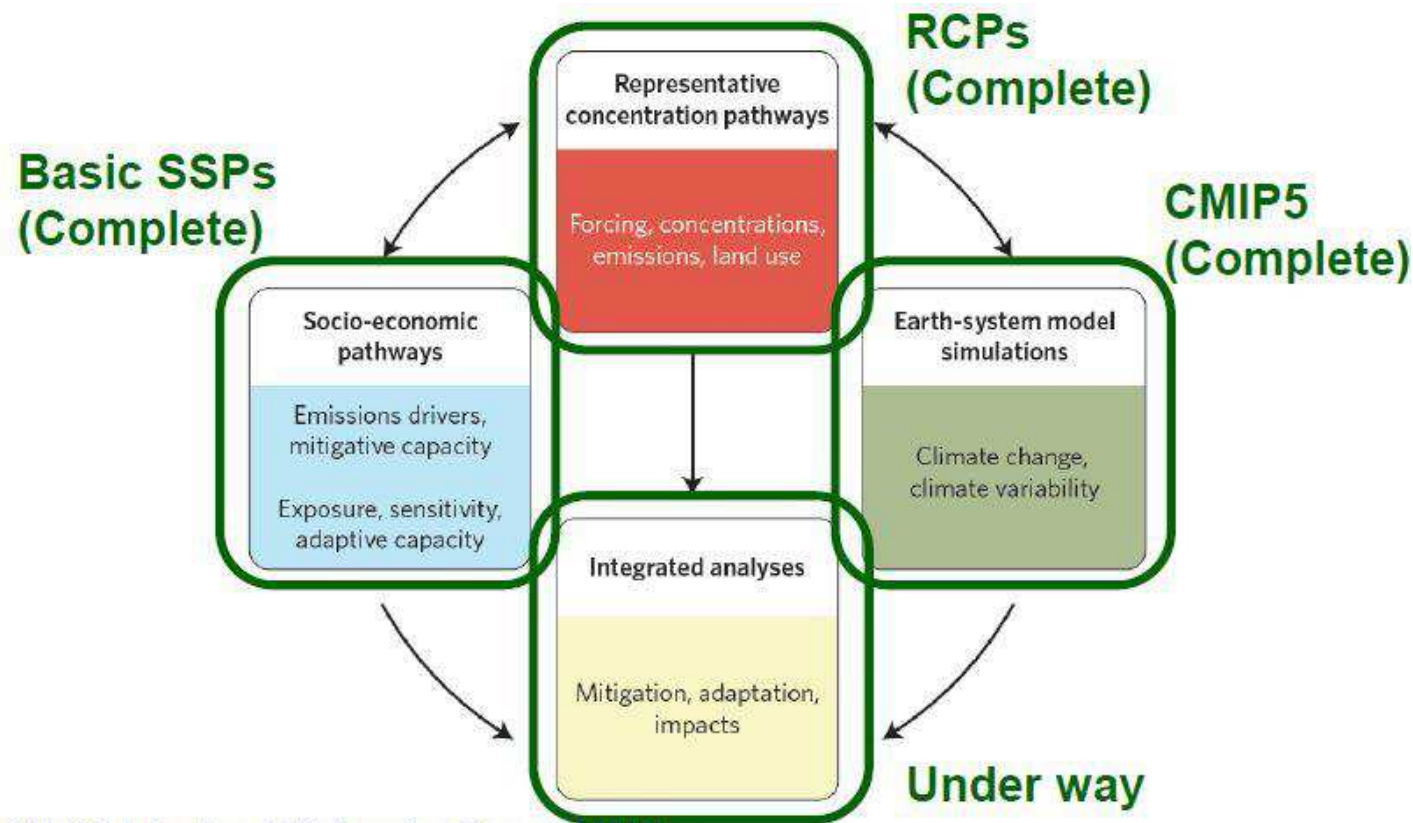 RCPs
(Complete)
Representative
concentration pathways
Forcing, concentrations,
emissions, land use
Basic SSPs
(Complete)
CMIP5
(Complete)
Socio-economic
pathways
Emissions drivers,
mitigative capacity
Exposure, sensitivity,
adaptive capacity
Earth-system model
simulations
Climate change,
climate variability
Integrated analyses
Mitigation, adaptation,
impacts
Under way